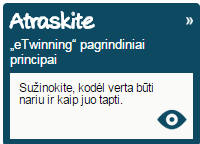 Atraskite »
„eTwinning“ pagrindiniai
principai
Sužinokite, kodėl verta būti
nariu ir kaip juo tapti.